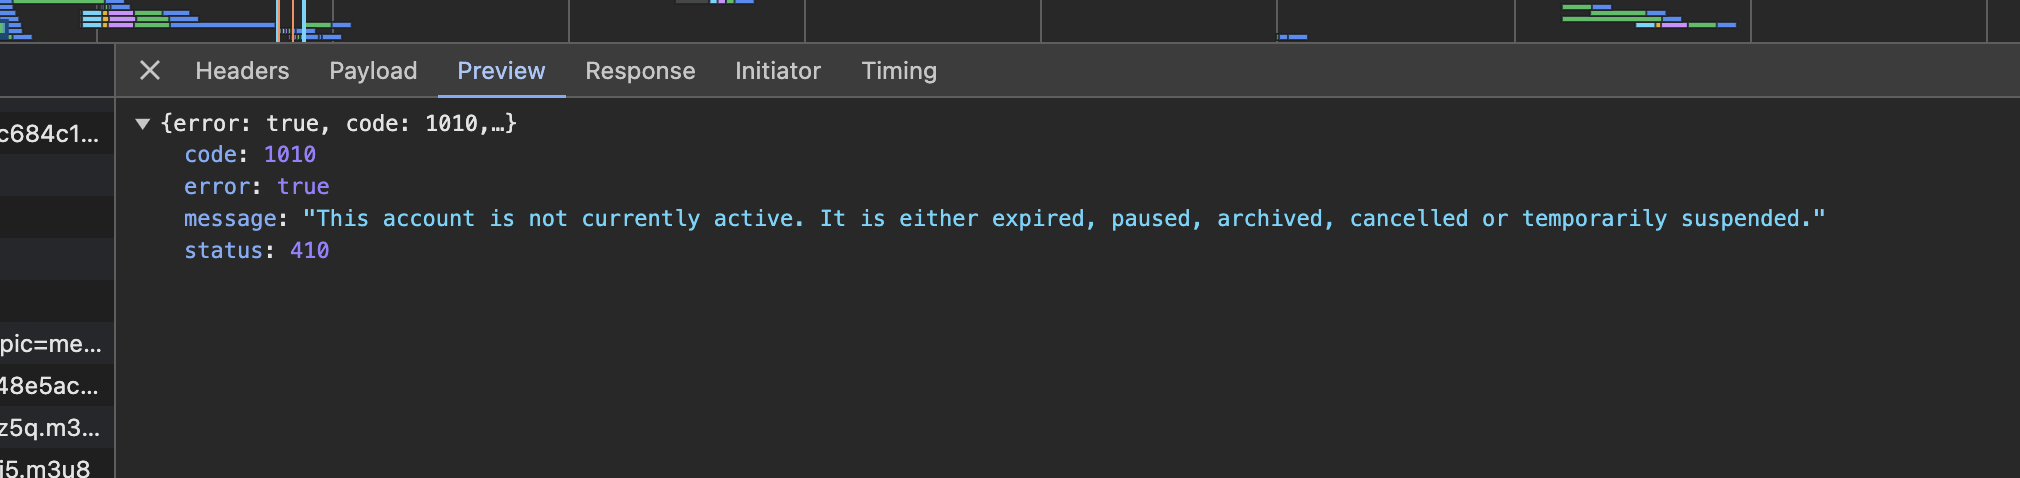 Headers Payload Preview Response Initiator Timing
{error: true, code: 1010,…}
code: 1010
error: true
message: "This account is not currently active. It is either expired, paused, archived, cancelled or temporarily suspended."
status: 410
c684c1...
pic=me...
48e5ac...
z5q.m3...
j5.m3u8